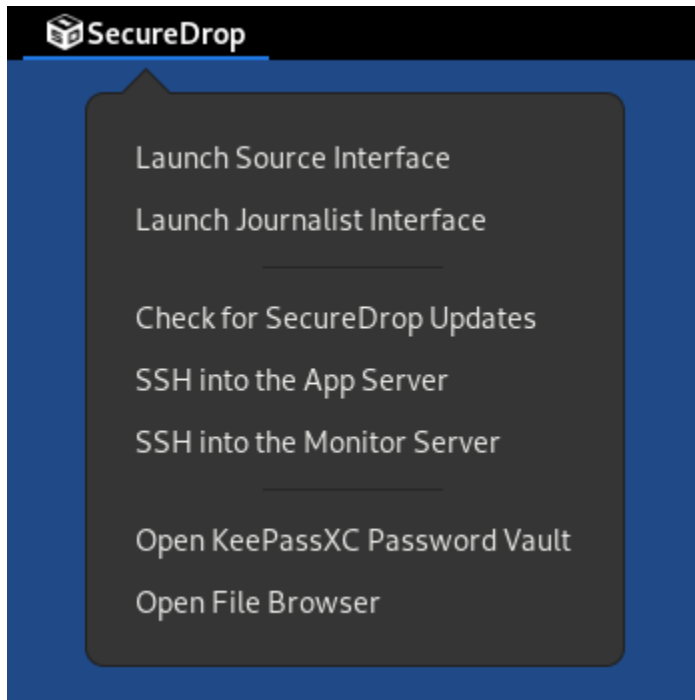 SecureDrop
Launch Source Interface
Launch Journalist Interface
Check for SecureDrop Updates
SSH into the App Server
SSH into the Monitor Server
Open KeePassXC Password Vault
Open File Browser